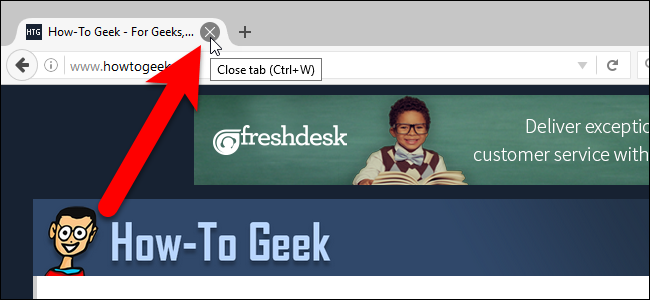 HTG How-To Geek - For Geeks,...
www.howtogeek
Close tab (Ctrl+W)
freshdesk
Deliver exceptio
customer service with
How-To Geek